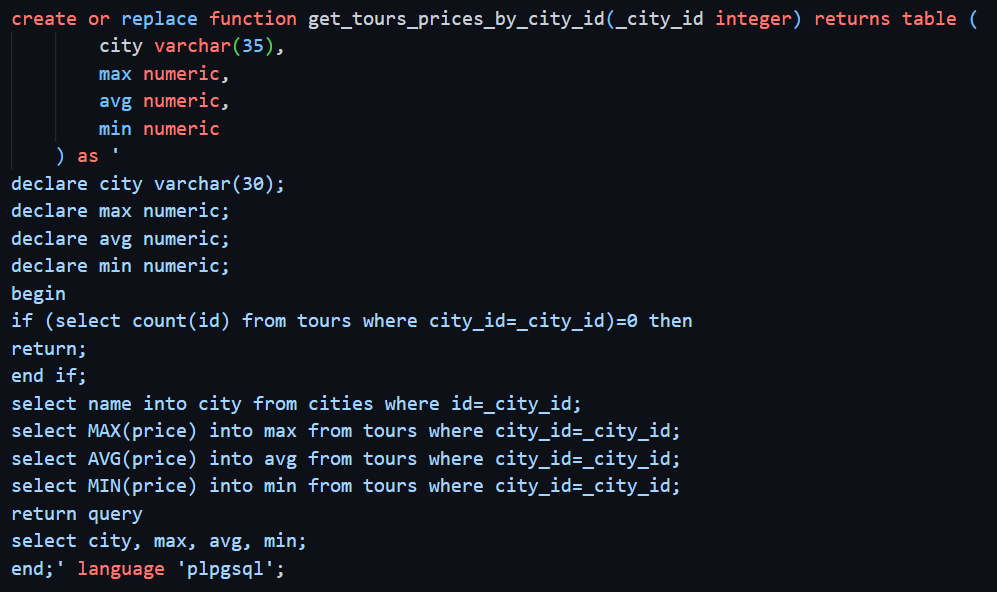 create or replace function get_tours_prices_by_city_id(_city_id integer) returns table (
        city varchar(35),
        max numeric,
        avg numeric,
        min numeric
    ) as '
declare city varchar(30);
declare max numeric;
declare avg numeric;
declare min numeric;
begin
if (select count(id) from tours where city_id=_city_id)=0 then
return;
end if;
select name into city from cities where id=_city_id;
select MAX(price) into max from tours where city_id=_city_id;
select AVG(price) into avg from tours where city_id=_city_id;
select MIN(price) into min from tours where city_id=_city_id;
return query
select city, max, avg, min;
end;' language 'plpgsql';